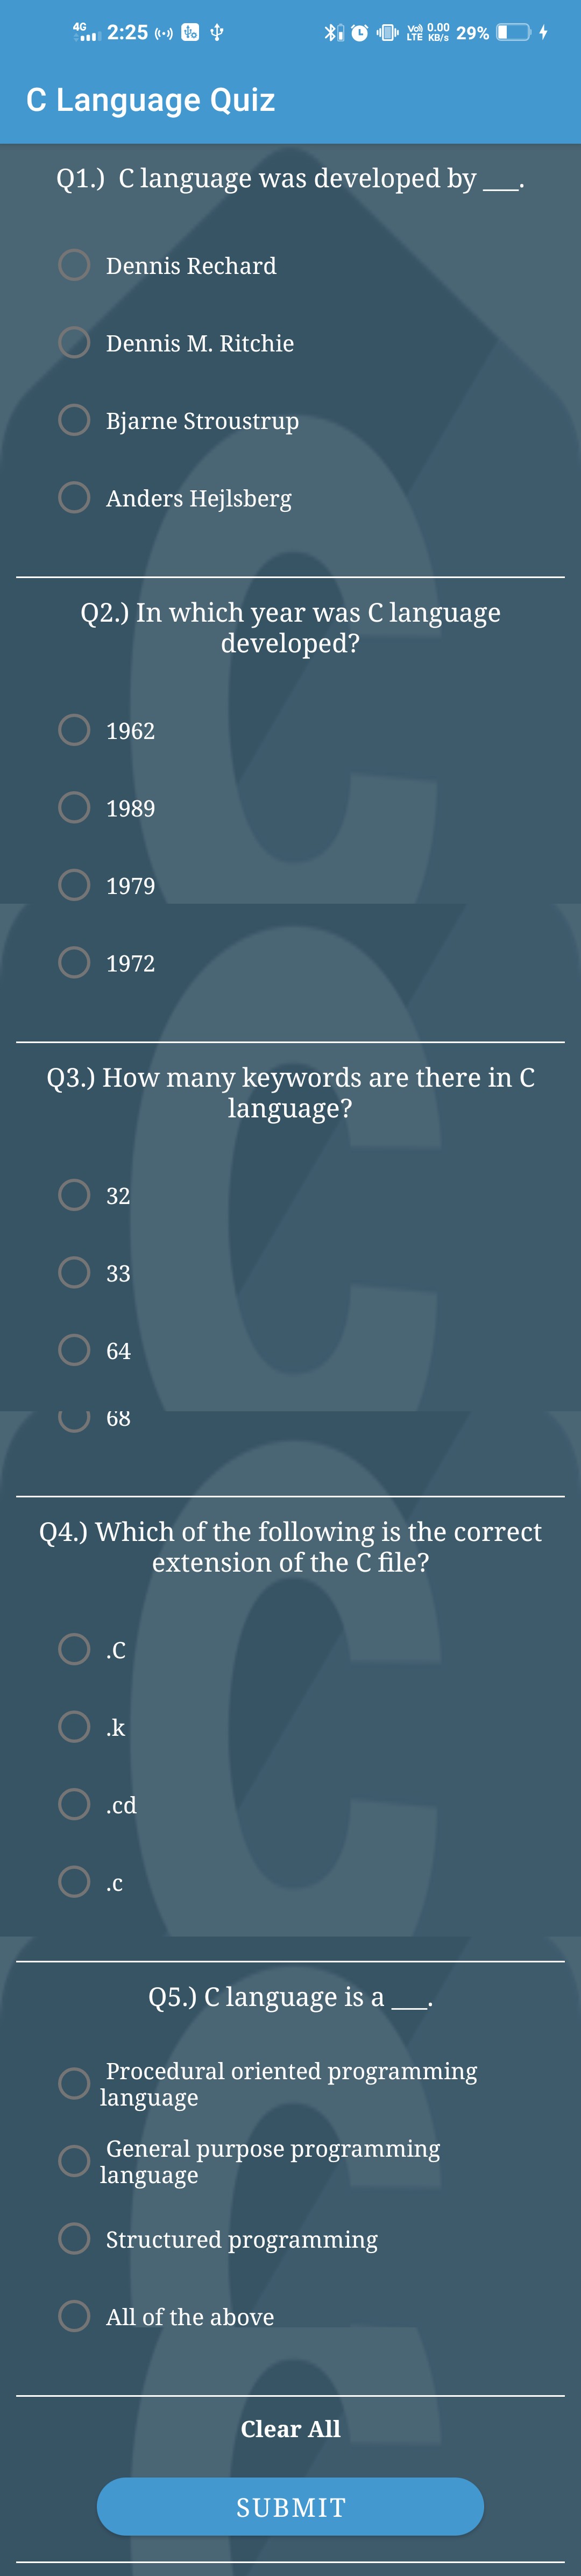 4G 2:25 Vo) LTE 0.00 KB/s 29%
C Language Quiz
Q1.) C language was developed by ___.
Dennis Rechard
Dennis M. Ritchie
Bjarne Stroustrup
Anders Hejlsberg
Q2.) In which year was C language
developed?
1962
1989
1979
1972
Q3.) How many keywords are there in C
language?
32
33
64
68
Q4.) Which of the following is the correct
extension of the C file?
.C
.k
.cd
.c
Q5.) C language is a ___.
Procedural oriented programming
language
General purpose programming
language
Structured programming
All of the above
Clear All
SUBMIT